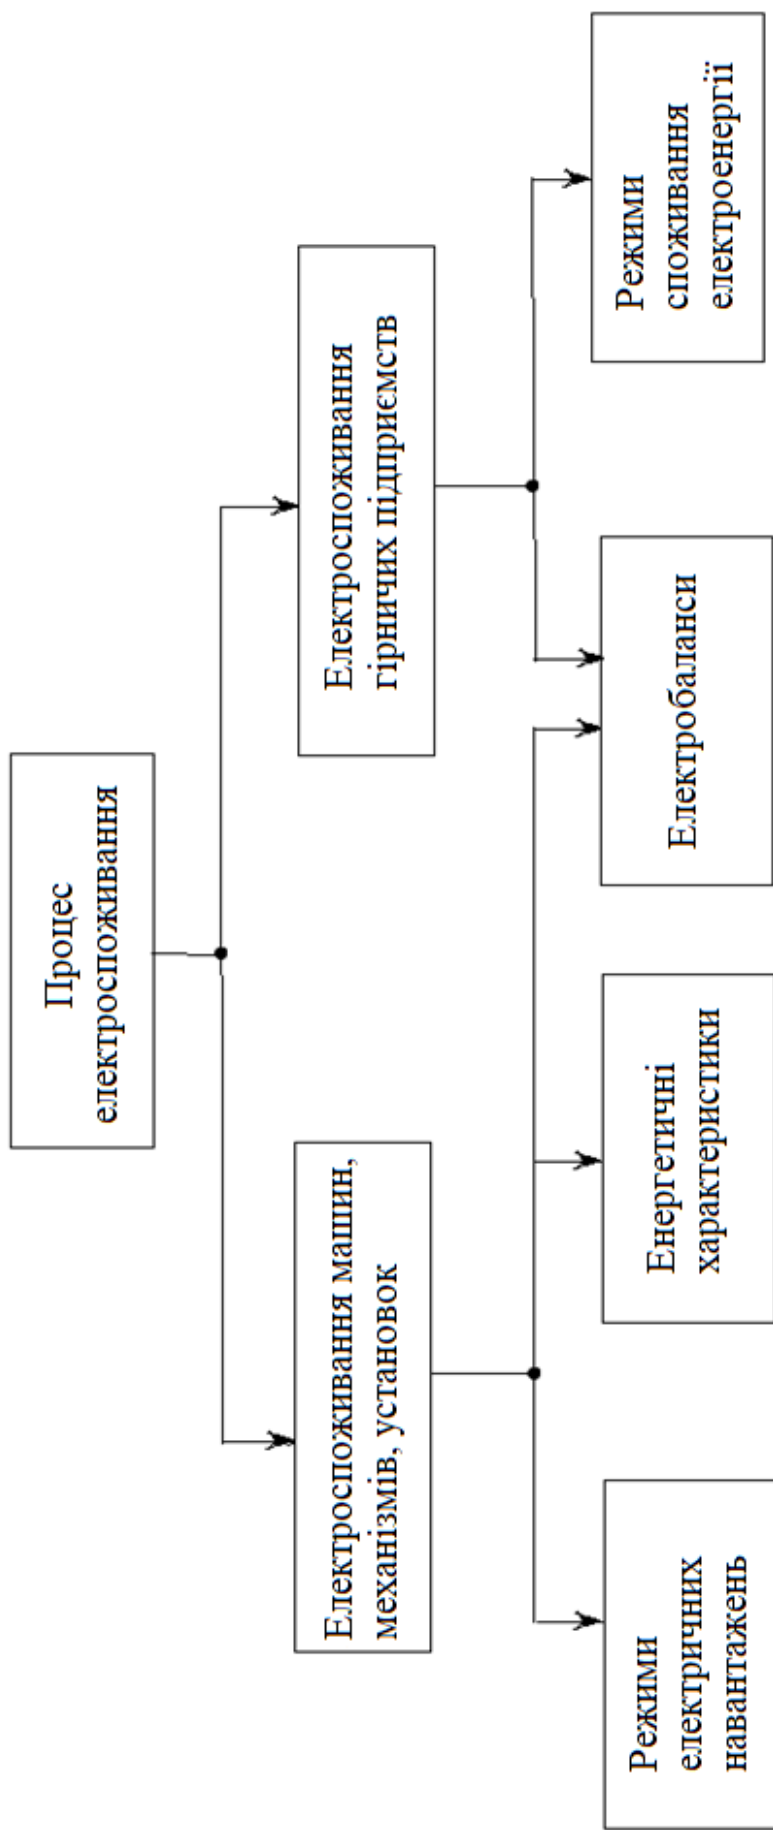 Процес
електроспоживання
Електроспоживання машин,
механізмів, установок
Електроспоживання
гірничих підприємств
Режими
електричних
навантажень
Енергетичні
характеристики
Електробаланси
Режими
споживання
електроенергії